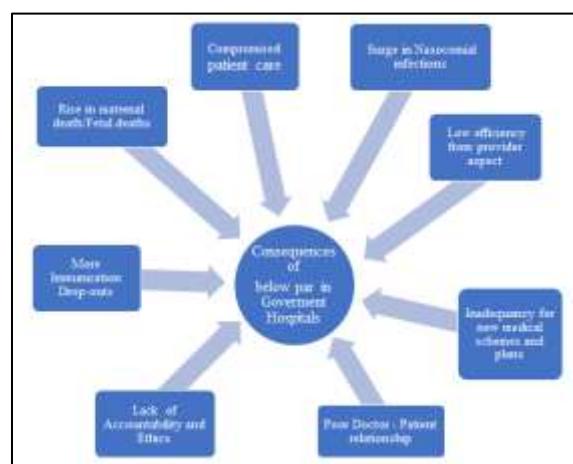 Compromised
patient care
Surge in Nosocomial
infections
Rise in maternal
death/Fetal deaths
Low efficiency
from provider
aspect
Consequences
of
below par in
Goverment
Hospitals
More
Immunization
Drop-outs
Inadequancy for
new medical
schemes and
plans
Lack of
Accountability and
Ethics
Poor Doctor - Patient
relationship